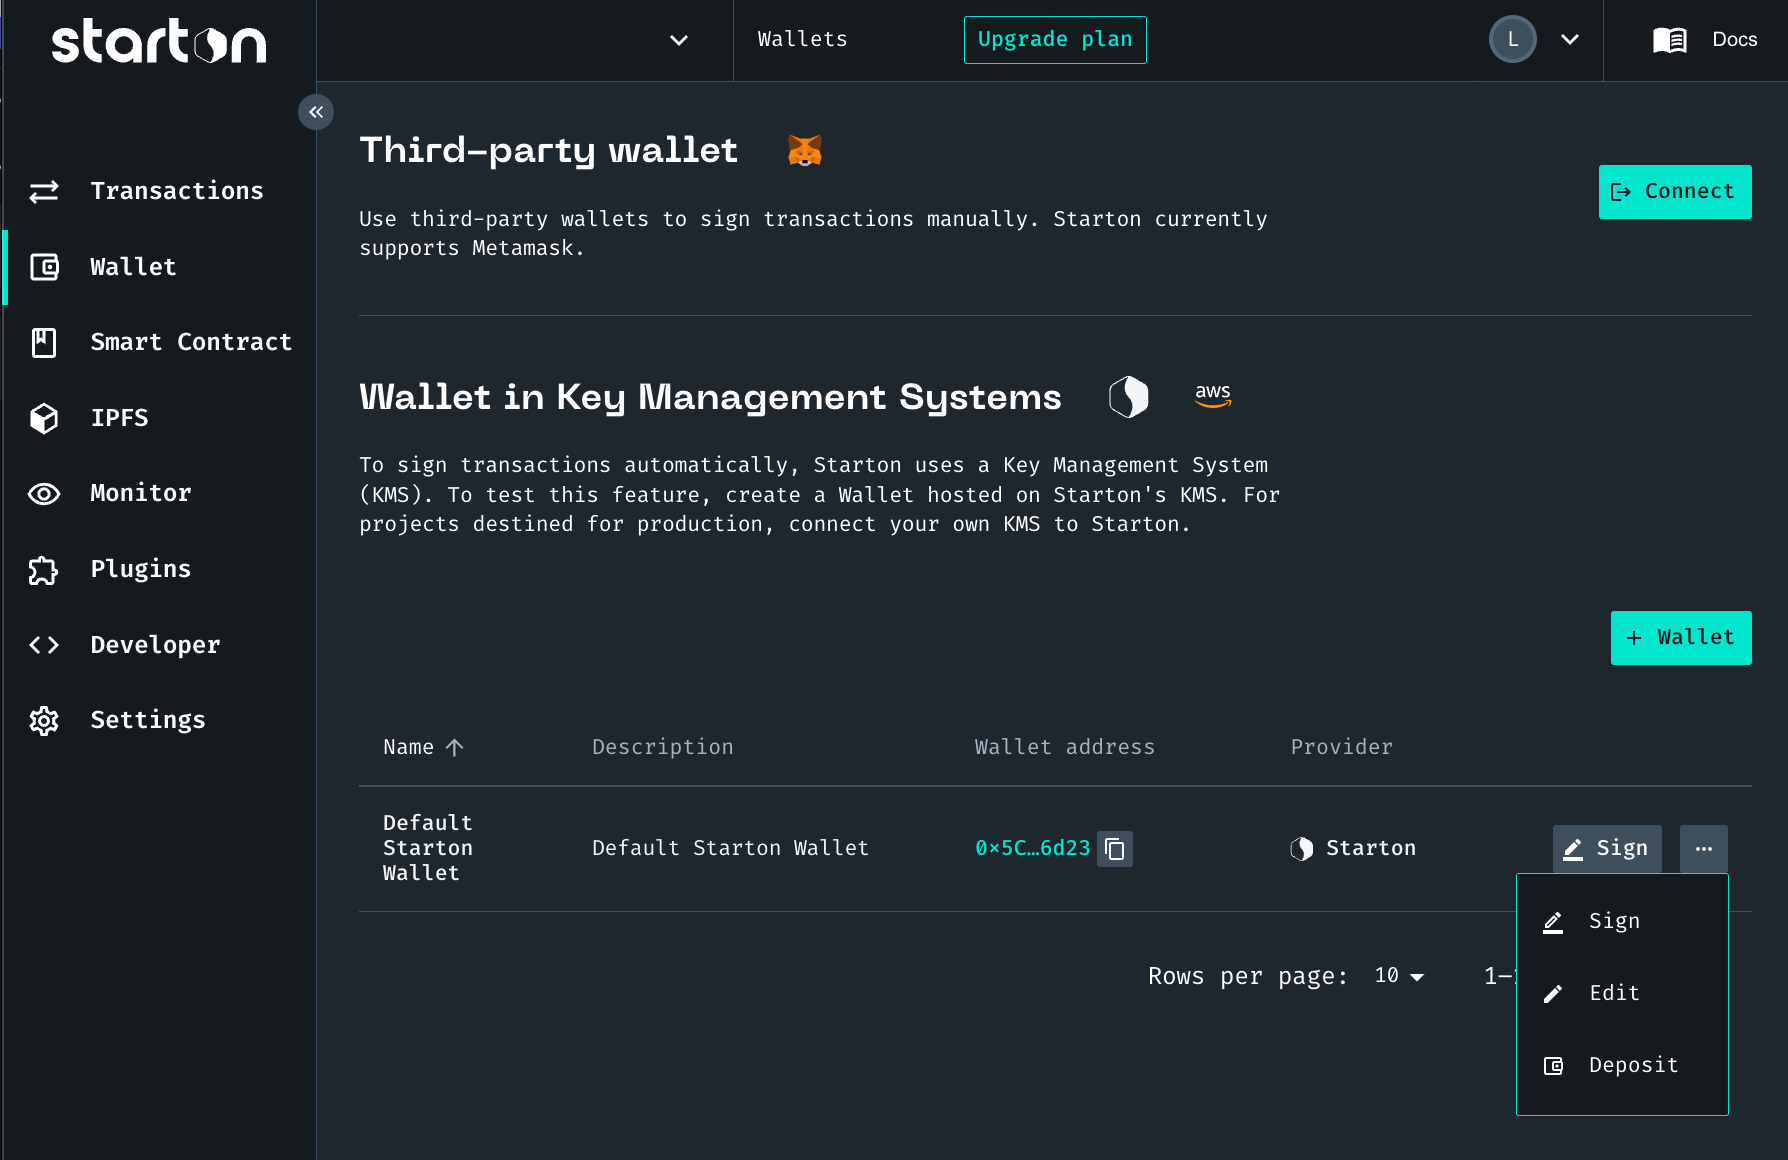 starton
Wallets
Upgrade plan
L
Docs
Transactions
Wallet
Smart Contract
IPFS
Monitor
Plugins
Developer
Settings
Third-party wallet
Use third-party wallets to sign transactions manually. Starton currently
supports Metamask.
Connect
Wallet in Key Management Systems
aws
To sign transactions automatically, Starton uses a Key Management System
(KMS). To test this feature, create a Wallet hosted on Starton's KMS. For
projects destined for production, connect your own KMS to Starton.
+ Wallet
Name Description Wallet address Provider
Default
Starton
Wallet
Default Starton Wallet
0x5C…6d23
Starton
Sign
Sign
Edit
Deposit
Rows per page: 10 1-